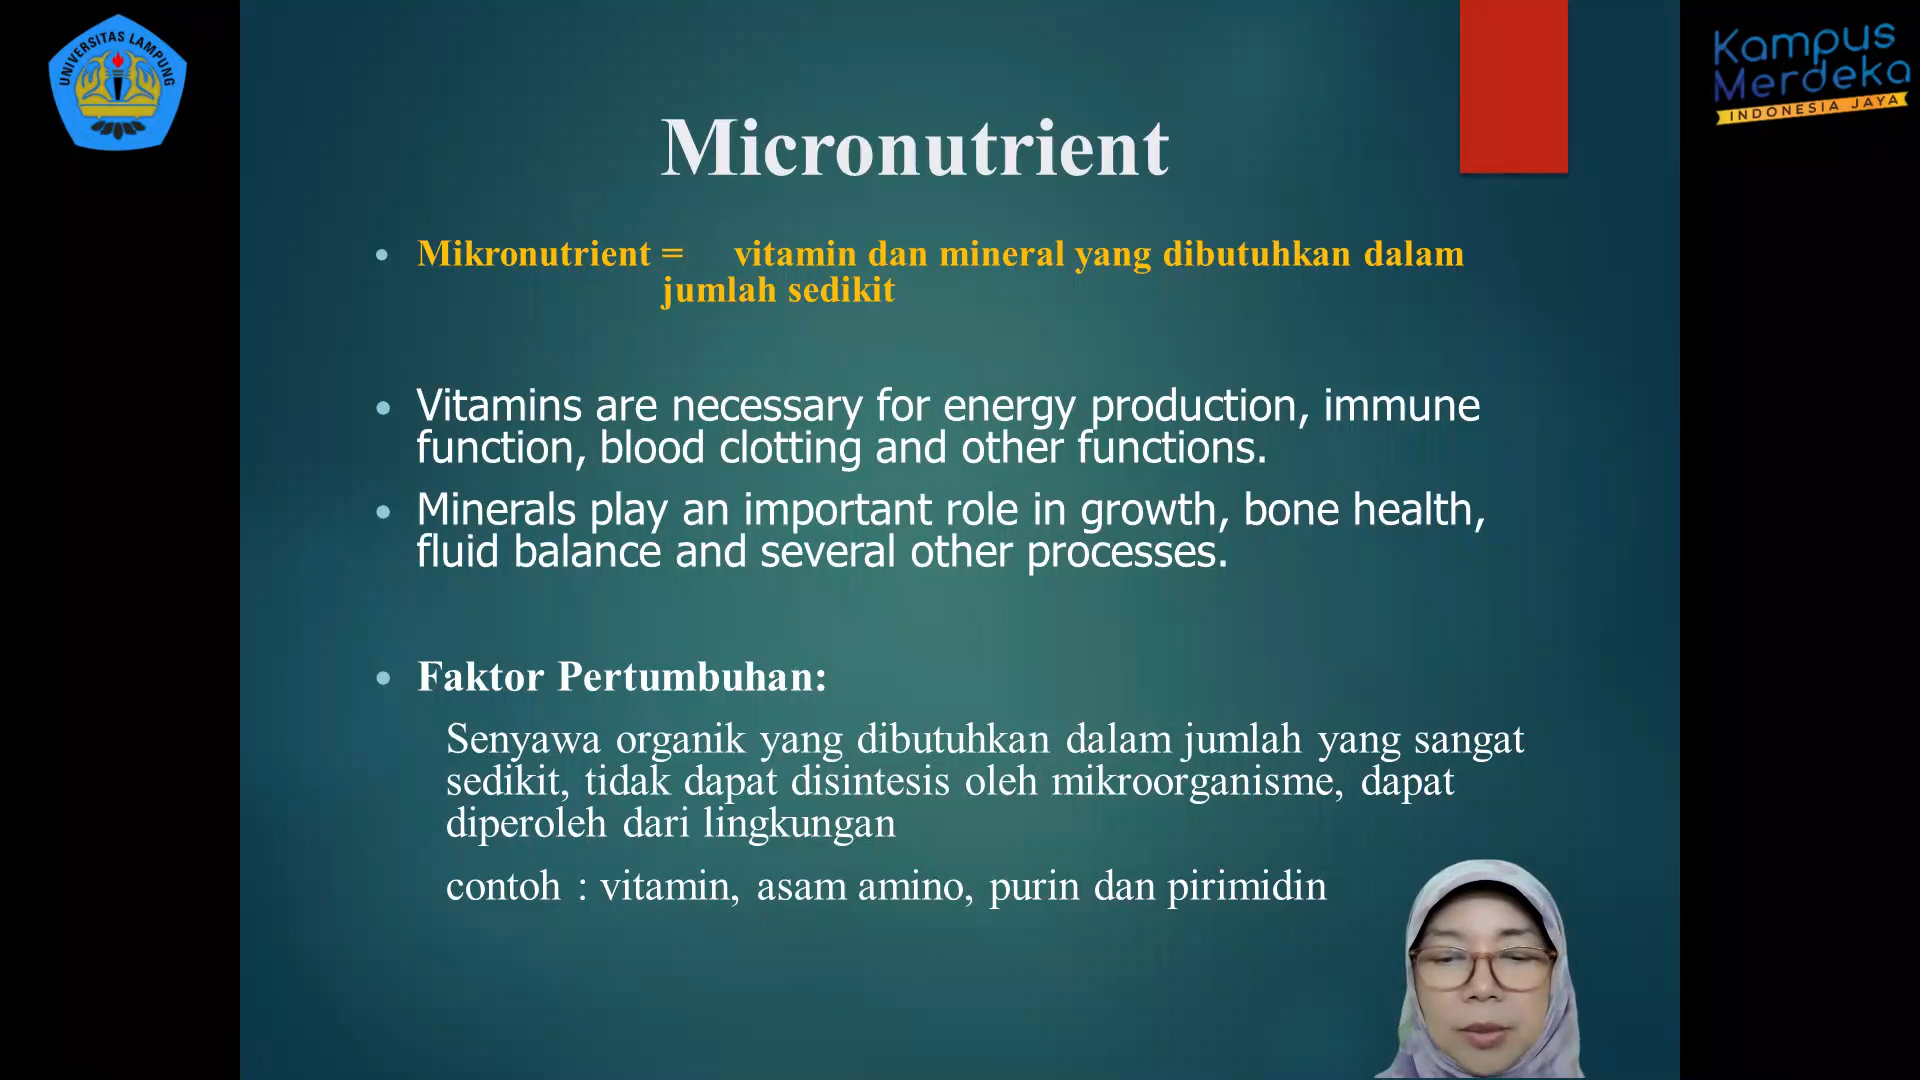 UNIVERSITAS LAMPUNG
Kampus
Merdeka
INDONESIA JAYA
Micronutrient
• Mikronutrient = vitamin dan mineral yang dibutuhkan dalam
jumlah sedikit
• Vitamins are necessary for energy production, immune
function, blood clotting and other functions.
• Minerals play an important role in growth, bone health,
fluid balance and several other processes.
• Faktor Pertumbuhan:
Senyawa organik yang dibutuhkan dalam jumlah yang sangat
sedikit, tidak dapat disintesis oleh mikroorganisme, dapat
diperoleh dari lingkungan
contoh : vitamin, asam amino, purin dan pirimidin